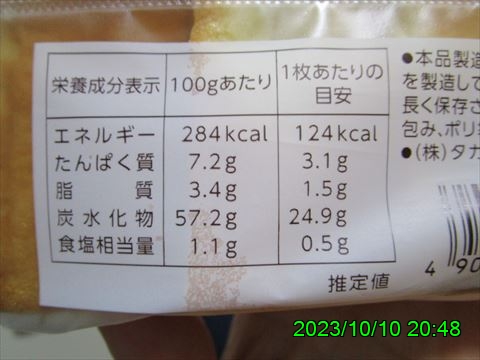 栄養成分表示 100gあたり 1枚あたりの目安
エネルギー 284kcal 124kcal
たんぱく質 7.2g 3.1g
脂質 3.4g 1.5g
炭水化物 57.2g 24.9g
食塩相当量 1.1g 0.5g
推定値
●本品製造
を製造して
長く保存さ
包み、ポリ
●(株)タカ
4 90
2023/10/10 20:48